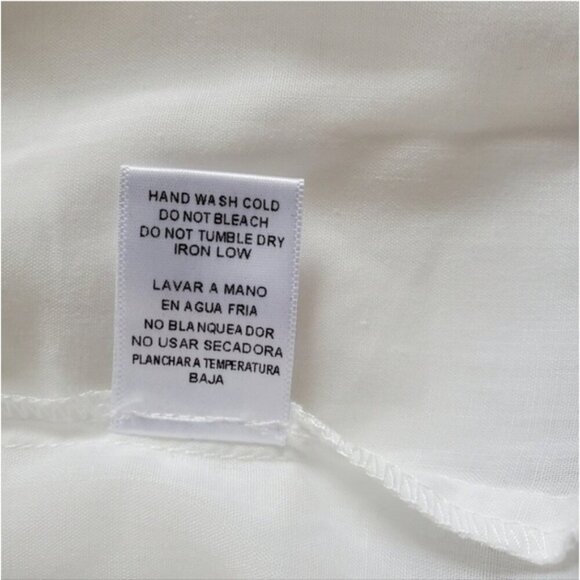 HAND WASH COLD
DO NOT BLEACH
DO NOT TUMBLE DRY
IRON LOW
LAVAR A MANO
EN AGUA FRIA
NO BLANQUEADOR
NO USAR SECADORA
PLANCHAR A TEMPERATURA
BAJA